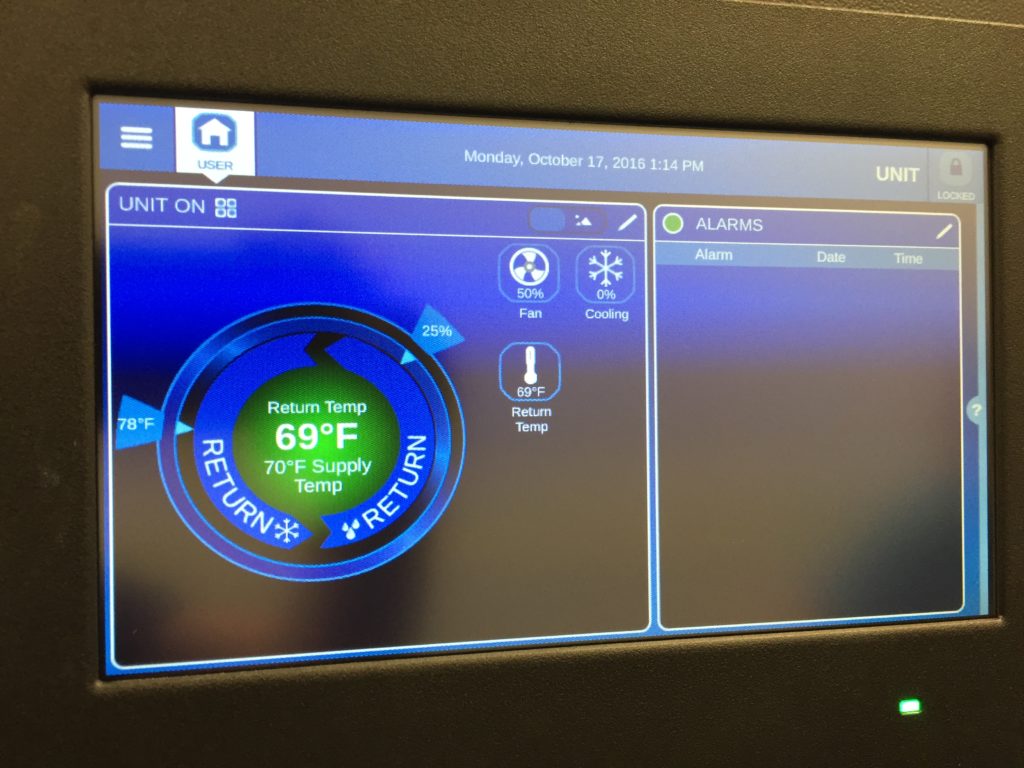 USER
Monday, October 17, 2016 1:14 PM
UNIT
LOCKED
UNIT ON
50%
Fan
0%
Cooling
69°F
Return
Temp
25%
78°F
Return Temp
69°F
70°F Supply
Temp
RETURN
RETURN
ALARMS
Alarm Date Time
?